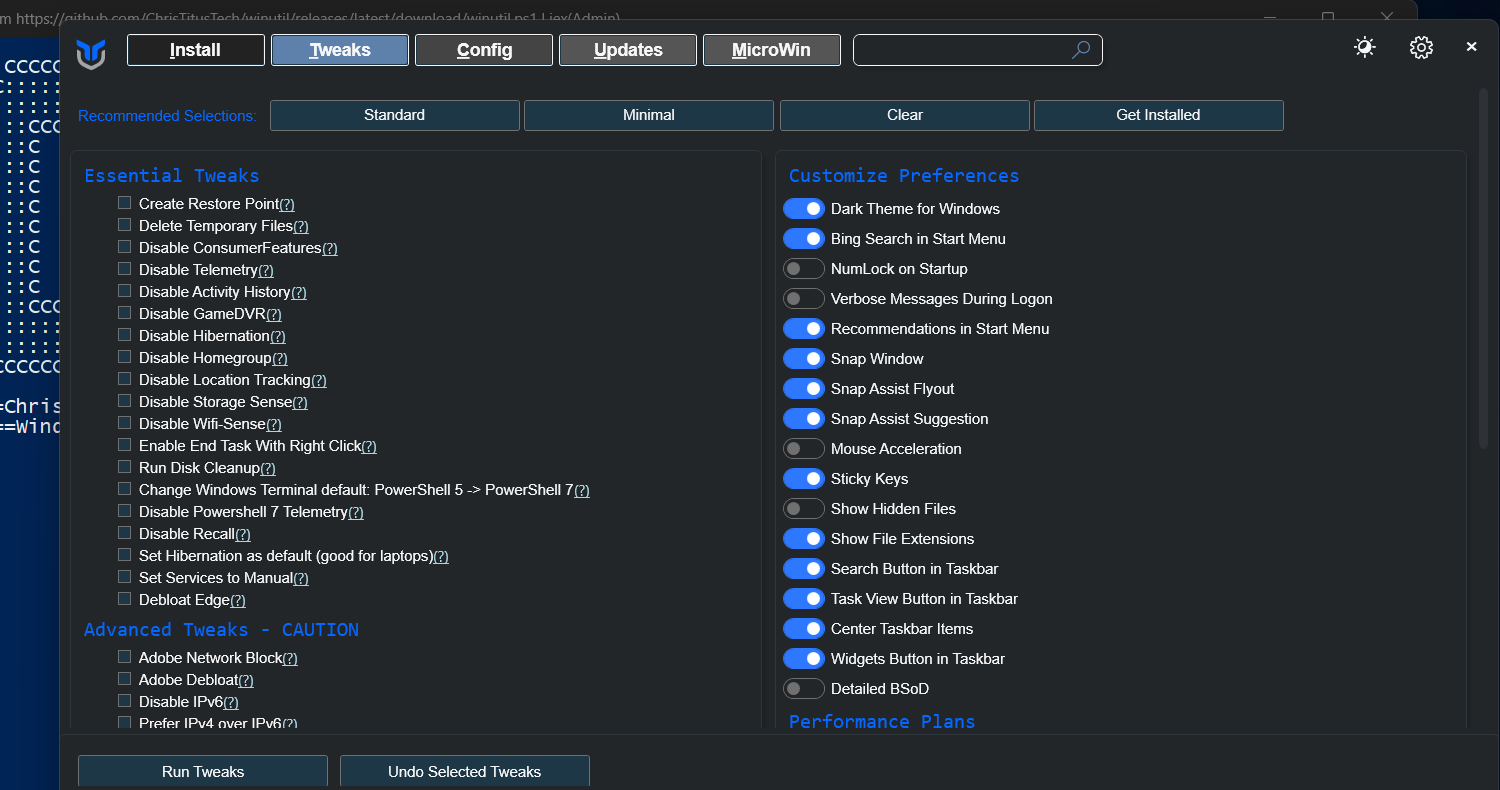 m https://github.com/ChrisTitusTech/winutil/releases/latest/download/winutil.ps1 | iex(Admin)
Install
Tweaks
Config
Updates
MicroWin
Recommended Selections:
Standard
Minimal
Clear
Get Installed
Essential Tweaks
Create Restore Point(?)
Delete Temporary Files(?)
Disable ConsumerFeatures(?)
Disable Telemetry(?)
Disable Activity History(?)
Disable GameDVR(?)
Disable Hibernation(?)
Disable Homegroup(?)
Disable Location Tracking(?)
Disable Storage Sense(?)
Disable Wifi-Sense(?)
Enable End Task With Right Click(?)
Run Disk Cleanup(?)
Change Windows Terminal default: PowerShell 5 -> PowerShell 7(?)
Disable Powershell 7 Telemetry(?)
Disable Recall(?)
Set Hibernation as default (good for laptops)(?)
Set Services to Manual(?)
Debloat Edge(?)
Advanced Tweaks - CAUTION
Adobe Network Block(?)
Adobe Debloat(?)
Disable IPv6(?)
Prefer IPv4 over IPv6(?)
Customize Preferences
Dark Theme for Windows
Bing Search in Start Menu
NumLock on Startup
Verbose Messages During Logon
Recommendations in Start Menu
Snap Window
Snap Assist Flyout
Snap Assist Suggestion
Mouse Acceleration
Sticky Keys
Show Hidden Files
Show File Extensions
Search Button in Taskbar
Task View Button in Taskbar
Center Taskbar Items
Widgets Button in Taskbar
Detailed BSoD
Performance Plans
Run Tweaks
Undo Selected Tweaks
CCCCC
C:::::
:::::
::CCC
::C
::C
::C
::C
::C
::C
::C
::C
::CCC
:::::
:::::
CCCCCC
=Chris
==Wind